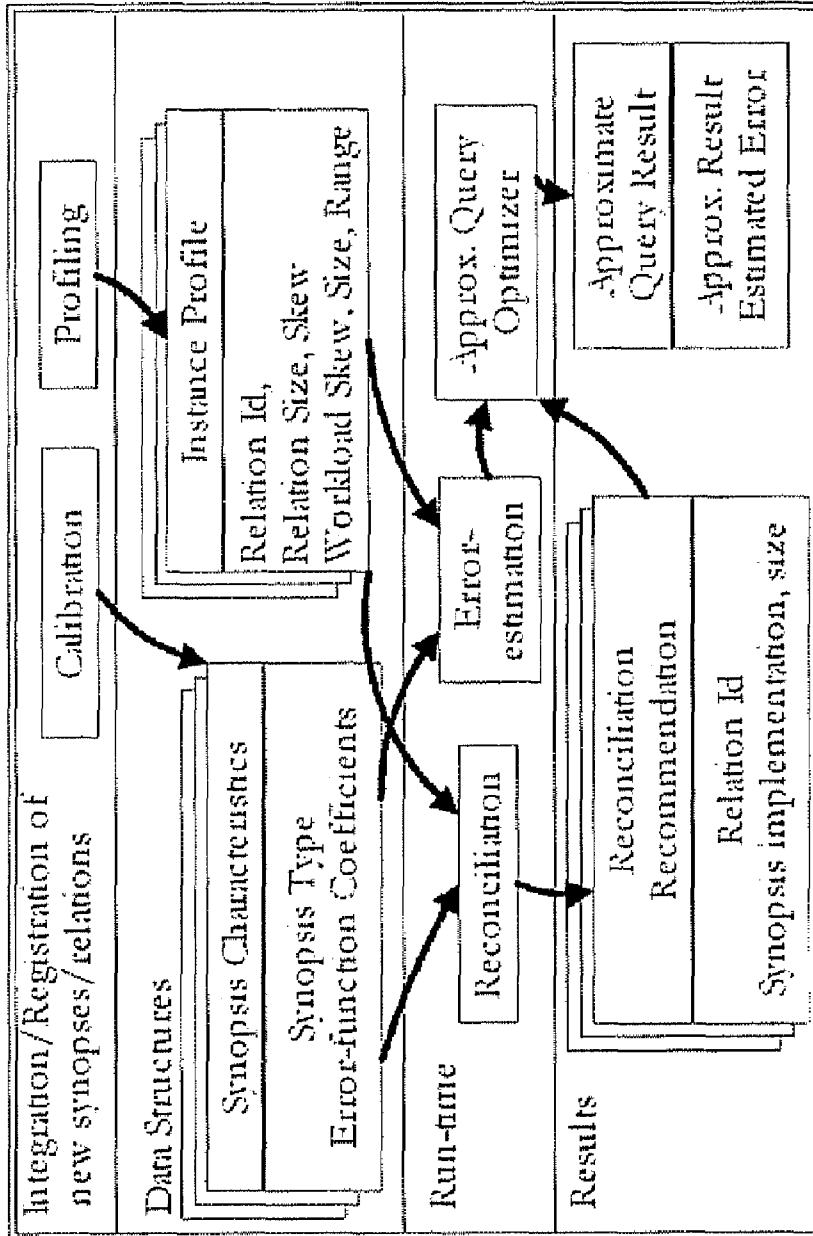 Integration/Registration of
new synopses/relations
Calibration
Profiling
Data Structures
Synopsis Characteristics
Synopsis Type
Error-function Coefficients
Instance Profile
Relation Id,
Relation Size, Skew
Workload Skew, Size, Range
Run-time
Reconciliation
Error-
estimation
Approx. Query
Optimizer
Results
Reconciliation
Recommendation
Relation Id
Synopsis implementation, size
Approximate
Query Result
Approx. Result
Estimated Error